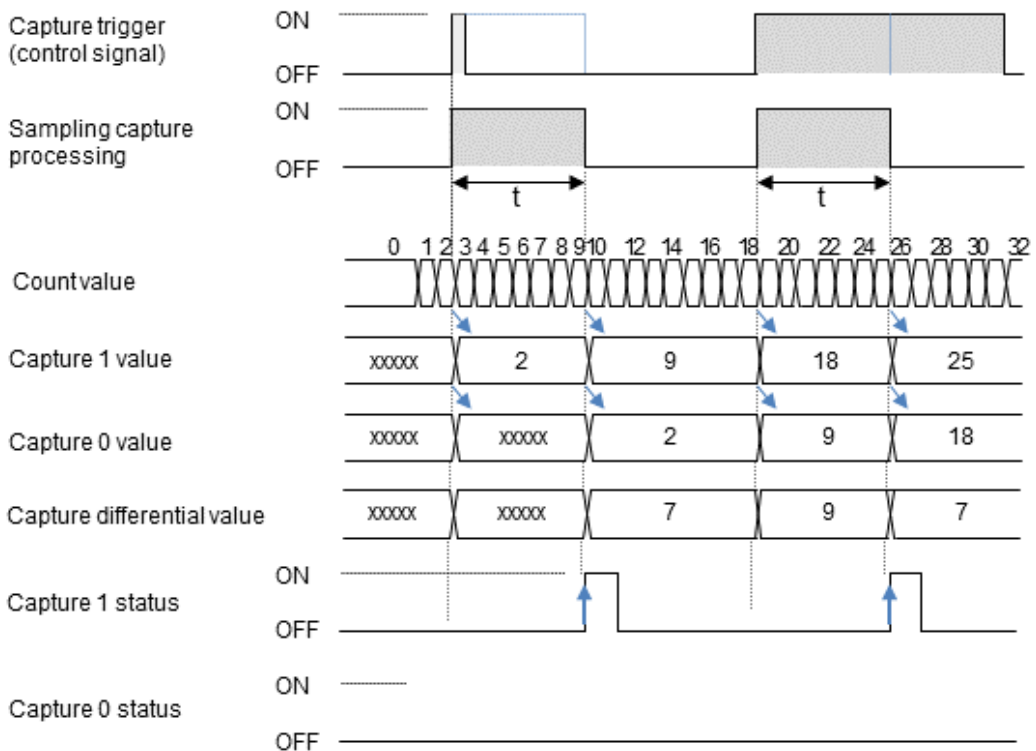 Capture trigger
(control signal)
ON
OFF
Sampling capture
processing
ON
OFF
t
t
0 1 2 3 4 5 6 7 8 9 10 12 14 16 18 20 22 24 26 28 30 32
Count value
Capture 1 value
xxxxx 2 9 18 25
Capture 0 value
xxxxx xxxxx 2 9 18
Capture differential value
xxxxx xxxxx 7 9 7
Capture 1 status
ON
OFF
Capture 0 status
ON
OFF